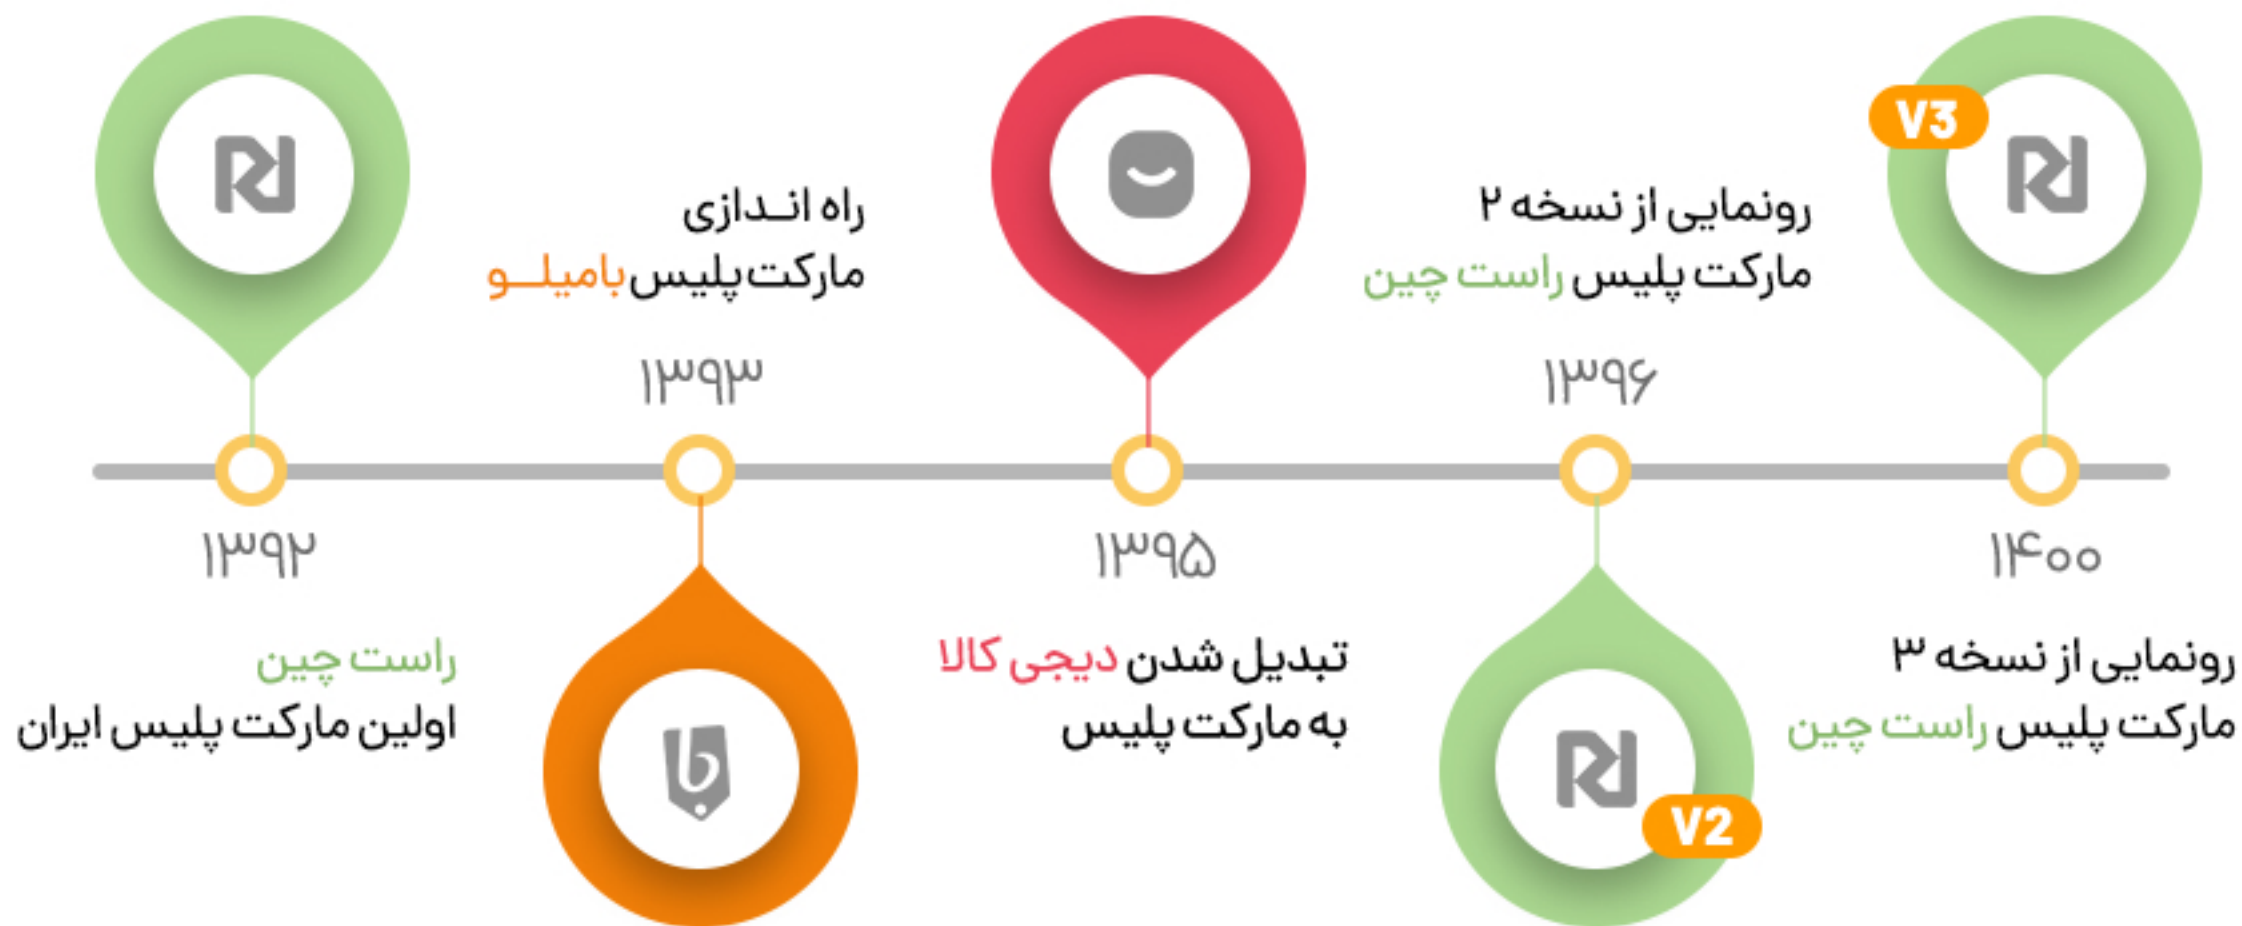 ۱۳۹۲
راست چین
اولین مارکت پلیس ایران
راه انـدازی
مارکت پلیس بامیلــو
۱۳۹۳
۱۳۹۵
تبدیل شدن دیجی کالا
به مارکت پلیس
رونمایی از نسخه ۲
مارکت پلیس راست چین
۱۳۹۶
V2
V3
۱۴۰۰
رونمایی از نسخه ۳
مارکت پلیس راست چین